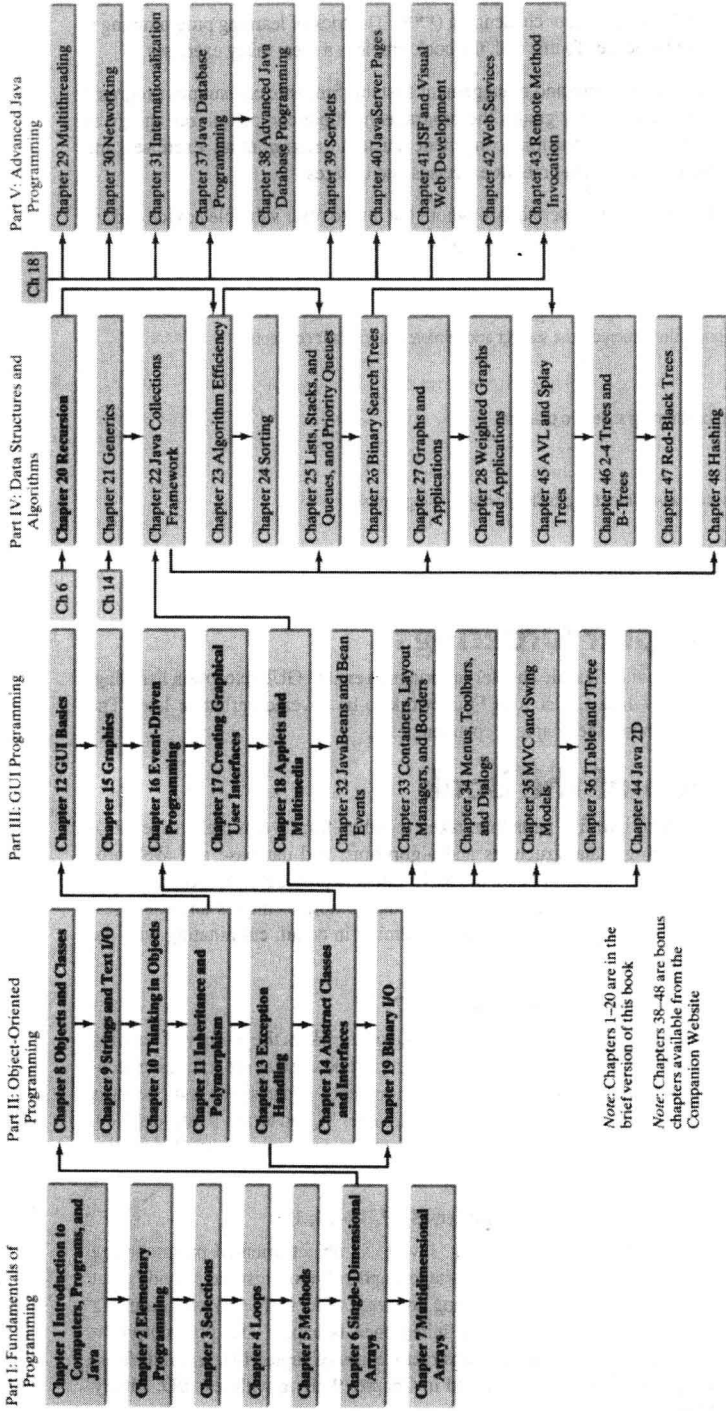 Part I: Fundamentals of
Programming
Chapter 1 Introduction to
Computers, Programs, and
Java
Chapter 2 Elementary
Programming
Chapter 3 Selections
Chapter 4 Loops
Chapter 5 Methods
Chapter 6 Single-Dimensional
Arrays
Chapter 7 Multidimensional
Arrays
Part II: Object-Oriented
Programming
Chapter 8 Objects and Classes
Chapter 9 Strings and Text I/O
Chapter 10 Thinking in Objects
Chapter 11 Inheritance and
Polymorphism
Chapter 13 Exception
Handling
Chapter 14 Abstract Classes
and Interfaces
Chapter 19 Binary I/O
Note: Chapters 1–20 are in the
brief version of this book
Note: Chapters 38–48 are bonus
chapters available from the
Companion Website
Part III: GUI Programming
Chapter 12 GUI Basics
Chapter 15 Graphics
Chapter 16 Event-Driven
Programming
Chapter 17 Creating Graphical
User Interfaces
Chapter 18 Applets and
Multimedia
Chapter 32 JavaBeans and Bean
Events
Chapter 33 Containers, Layout
Managers, and Borders
Chapter 34 Menus, Toolbars,
and Dialogs
Chapter 35 MVC and Swing
Models
Chapter 36 JTable and JTree
Chapter 44 Java 2D
Part IV: Data Structures and
Algorithms
Ch 6
Chapter 20 Recursion
Ch 14
Chapter 21 Generics
Chapter 22 Java Collections
Framework
Chapter 23 Algorithm Efficiency
Chapter 24 Sorting
Chapter 25 Lists, Stacks, and
Queues, and Priority Queues
Chapter 26 Binary Search Trees
Chapter 27 Graphs and
Applications
Chapter 28 Weighted Graphs
and Applications
Chapter 45 AVL and Splay
Trees
Chapter 46 2-4 Trees and
B-Trees
Chapter 47 Red-Black Trees
Chapter 48 Hashing
Part V: Advanced Java
Programming
Ch 18
Chapter 29 Multithreading
Chapter 30 Networking
Chapter 31 Internationalization
Chapter 37 Java Database
Programming
Chapter 38 Advanced Java
Database Programming
Chapter 39 Servlets
Chapter 40 JavaServer Pages
Chapter 41 JSF and Visual
Web Development
Chapter 42 Web Services
Chapter 43 Remote Method
Invocation